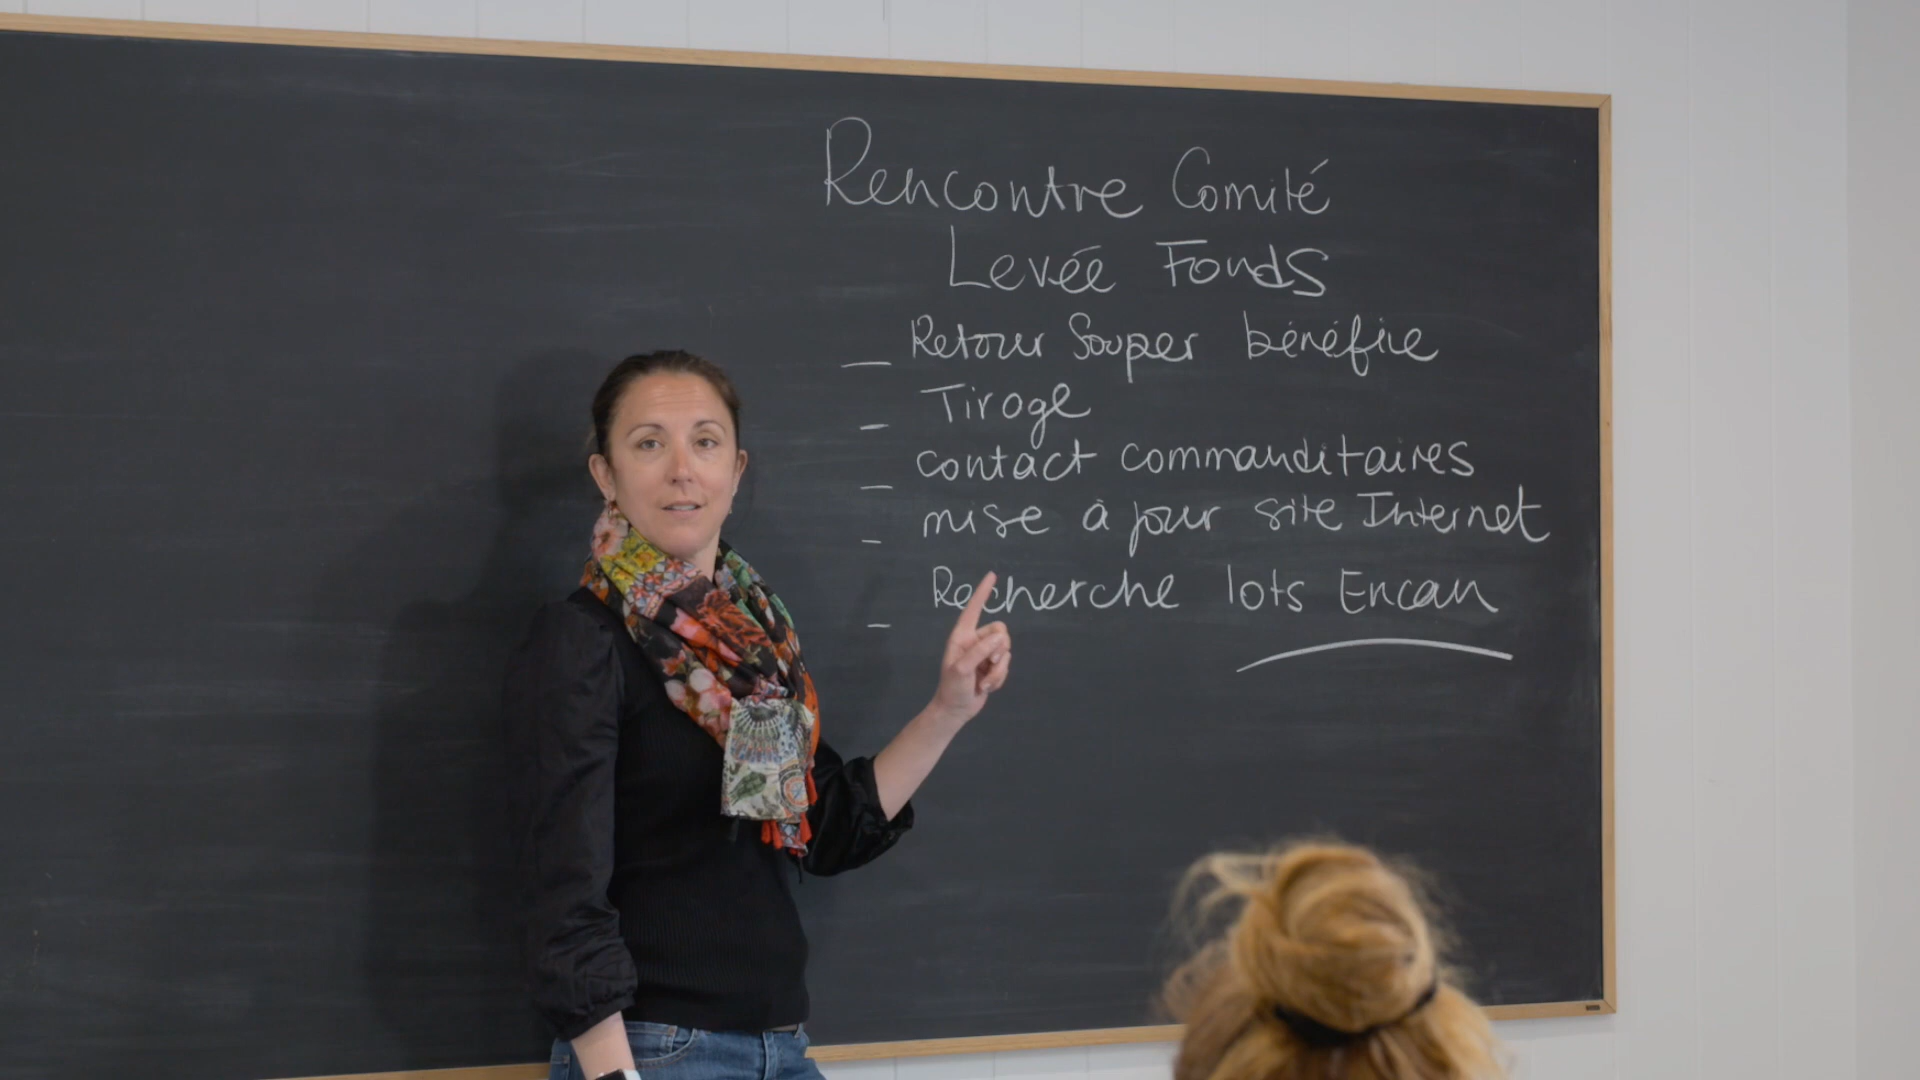 Rencontre Comité
Levée Fonds
_ Retour Souper bénéfice
_ Tirage
_ contact commanditaires
_ mise à jour site Internet
_ Recherche lots Encan